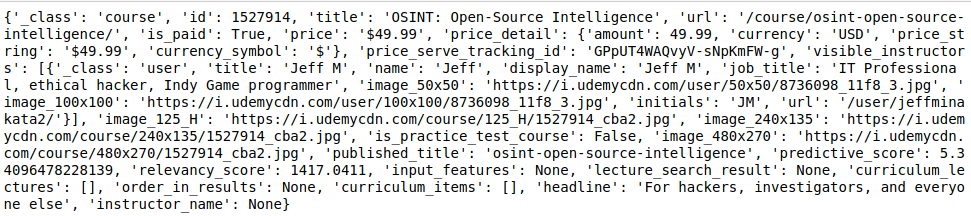 {'_class': 'course', 'id': 1527914, 'title': 'OSINT: Open-Source Intelligence', 'url': '/course/osint-open-source-
intelligence/', 'is_paid': True, 'price': '$49.99', 'price_detail': {'amount': 49.99, 'currency': 'USD', 'price_st
ring': '$49.99', 'currency_symbol': '$'}, 'price_serve_tracking_id': 'GPpUT4WAQvyV-sNpKmFW-g', 'visible_instructor
s': [{'_class': 'user', 'title': 'Jeff M', 'name': 'Jeff', 'display_name': 'Jeff M', 'job_title': 'IT Professiona
l, ethical hacker, Indy Game programmer', 'image_50x50': 'https://i.udemycdn.com/user/50x50/8736098_11f8_3.jpg', '
image_100x100': 'https://i.udemycdn.com/user/100x100/8736098_11f8_3.jpg', 'initials': 'JM', 'url': '/user/jeffmina
kata2/'}], 'image_125_H': 'https://i.udemycdn.com/course/125_H/1527914_cba2.jpg', 'image_240x135': 'https://i.udem
ycdn.com/course/240x135/1527914_cba2.jpg', 'is_practice_test_course': False, 'image_480x270': 'https://i.udemycdn.
com/course/480x270/1527914_cba2.jpg', 'published_title': 'osint-open-source-intelligence', 'predictive_score': 5.3
4096478228139, 'relevancy_score': 1417.0411, 'input_features': None, 'lecture_search_result': None, 'curriculum_le
ctures': [], 'order_in_results': None, 'curriculum_items': [], 'headline': 'For hackers, investigators, and everyo
ne else', 'instructor_name': None}